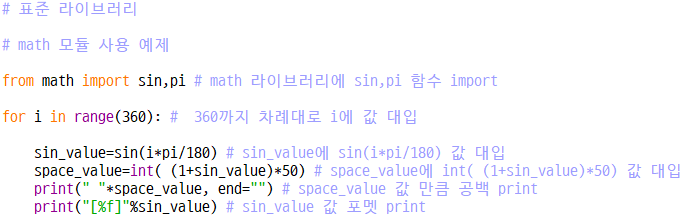 # 표준 라이브러리
# math 모듈 사용 예제
from math import sin,pi # math 라이브러리에 sin,pi 함수 import
for i in range(360): #  360까지 차례대로 i에 값 대입
    sin_value=sin(i*pi/180) # sin_value에 sin(i*pi/180) 값 대입
    space_value=int( (1+sin_value)*50) # space_value에 int( (1+sin_value)*50) 값 대입
    print(" "*space_value, end="") # space_value 값 만큼 공백 print
    print("[%f]"%sin_value) # sin_value 값 포멧 print